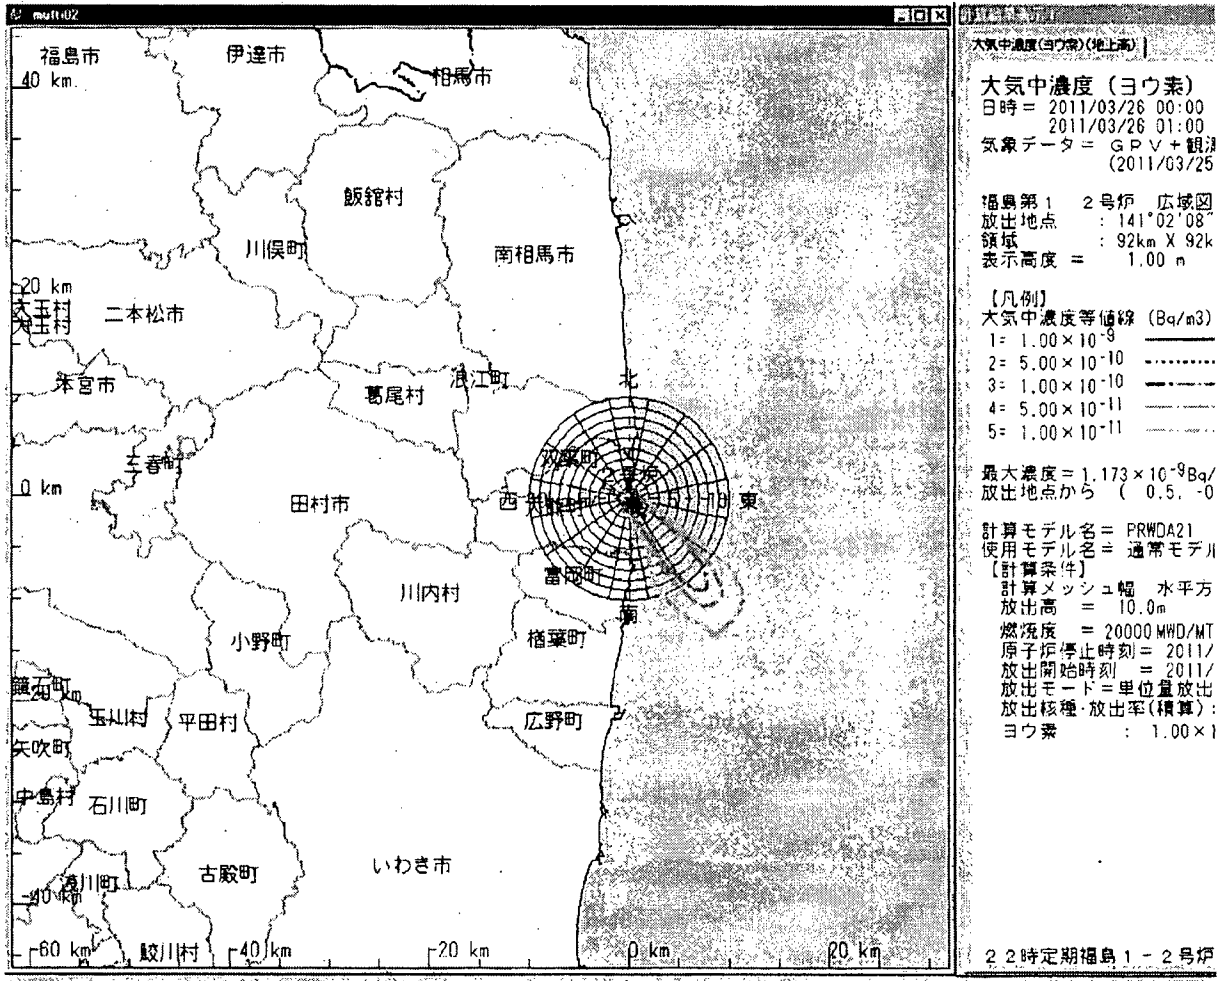 multi02
福島市
伊達市
相馬市
40 km
飯舘村
川俣町
南相馬市
20 km
大玉村
二本松市
本宮市
浪江町
北
葛尾村
三春町
双葉町
0 km
田村市
西
10
東
富岡町
川内村
南
小野町
楢葉町
鏡石町
玉川村
平田村
広野町
矢吹町
中島村
石川町
いわき市
古殿町
浅川町
-40 km
-60 km
鮫川村
-40 km
-20 km
0 km
20 km
大気中濃度(ヨウ素)(地上高)
大気中濃度 (ヨウ素)
日時= 2011/03/26 00:00
2011/03/26 01:00
気象データ= GPV+観測
(2011/03/25
福島第1 2号炉 広域図
放出地点 : 141°02'08"
領域 : 92km X 92k
表示高度 = 1.00 m
【凡例】
大気中濃度等値線 (Bq/m3)
1= 1.00×10-9
2= 5.00×10-10
3= 1.00×10-10
4= 5.00×10-11
5= 1.00×10-11
最大濃度=1.173×10-9Bq/
放出地点から ( 0.5, -0
計算モデル名= PRWDA21
使用モデル名= 通常モデル
【計算条件】
計算メッシュ幅 水平方
放出高 = 10.0m
燃焼度 = 20000MWD/MT
原子炉停止時刻= 2011/
放出開始時刻 = 2011/
放出モード=単位量放出
放出核種・放出率(積算):
ヨウ素 : 1.00×1
22時定期福島1-2号炉